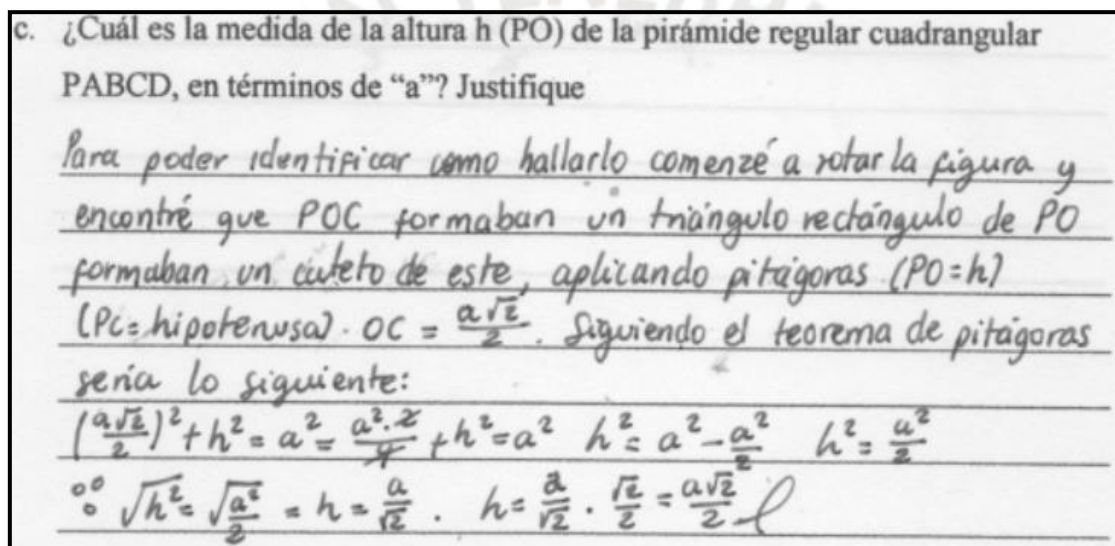 c. ¿Cuál es la medida de la altura h (PO) de la pirámide regular cuadrangular
PABCD, en términos de “a”? Justifique
Para poder identificar como hallarlo comenzé a rotar la figura y
encontré que POC formaban un triángulo rectángulo de PO
formaban un cateto de este, aplicando pitágoras (PO=h)
(PC=hipotenusa). OC = a√2/2. Siguiendo el teorema de pitágoras
sería lo siguiente:
(a√2/2)² + h² = a² = a².2/4 + h² = a² h² = a² - a²/2 h² = a²/2
∴ √h² = √a²/2 = h = a/√2 . h = a/√2 . √2/2 = a√2/2